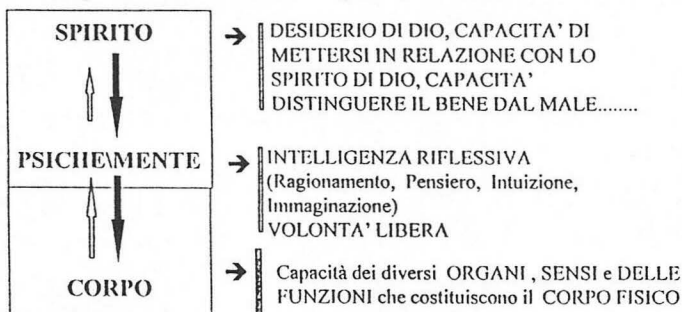 SPIRITO
DESIDERIO DI DIO, CAPACITA' DI
METTERSI IN RELAZIONE CON LO
SPIRITO DI DIO, CAPACITA'
DISTINGUERE IL BENE DAL MALE........
PSICHE\MENTE
INTELLIGENZA RIFLESSIVA
(Ragionamento, Pensiero, Intuizione,
Immaginazione)
VOLONTA' LIBERA
CORPO
Capacità dei diversi ORGANI , SENSI e DELLE
FUNZIONI che costituiscono il CORPO FISICO